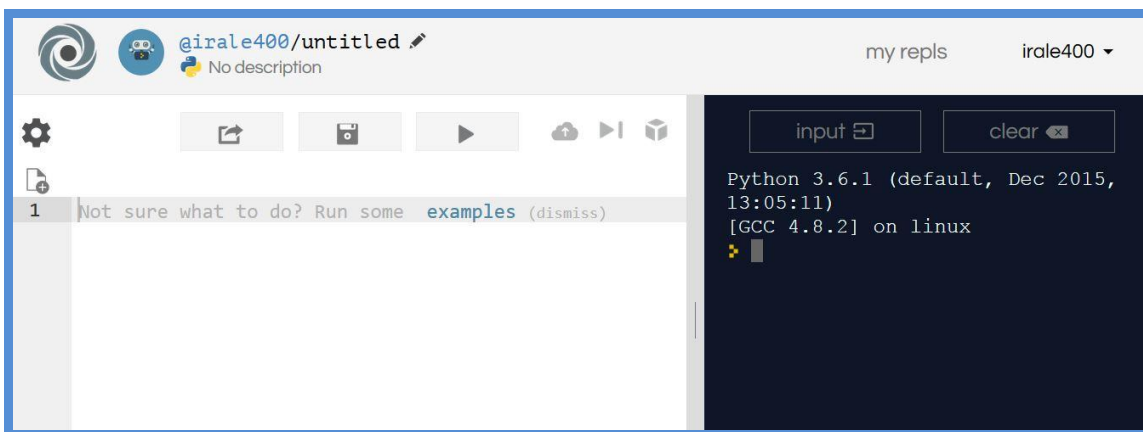 @irale400/untitled
No description
my repls
irale400
input
clear
1
Not sure what to do? Run some examples (dismiss)
Python 3.6.1 (default, Dec 2015,
13:05:11)
[GCC 4.8.2] on linux